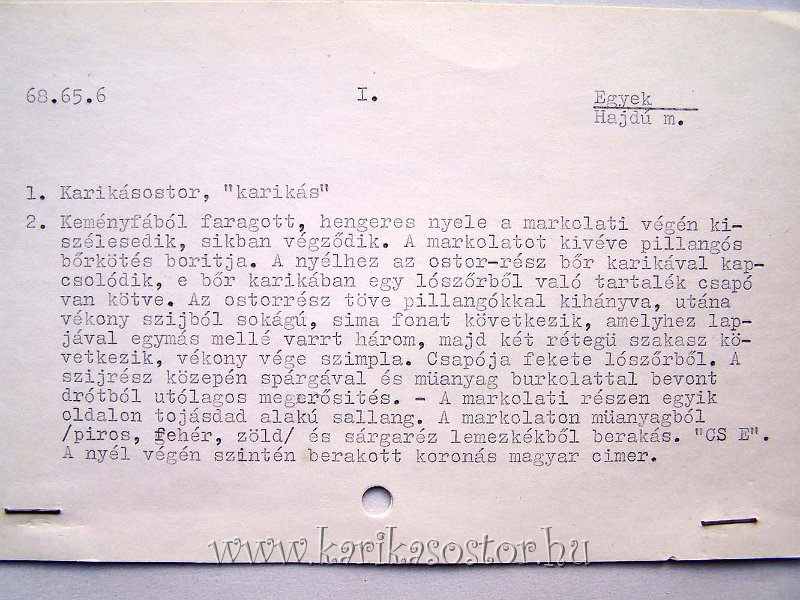 68.65.6 I. Egyek
Hajdú m.
1. Karikásostor, "karikás"
2. Keményfából faragott, hengeres nyele a markolati végén ki-
szélesedik, sikban végződik. A markolatot kivéve pillangós
bőrkötés boritja. A nyélhez az ostor-rész bőr karikával kap-
csolódik, e bőr karikában egy lószőrből való tartalék csapó
van kötve. Az ostorrész töve pillangókkal kihányva, utána
vékony szijból sokágú, sima fonat következik, amelyhez lap-
jával egymás mellé varrt három, majd két rétegü szakasz kö-
vetkezik, vékony vége szimpla. Csapója fekete lószőrből. A
szijrész közepén spárgával és müanyag burkolattal bevont
drótból utólagos megerősités. - A markolati részen egyik
oldalon tojásdad alakú sallang. A markolaton müanyagból
/piros, fehér, zöld/ és sárgaréz lemezkékből berakás. "CS E".
A nyél végén szintén berakott koronás magyar cimer.
www.karikasostor.hu